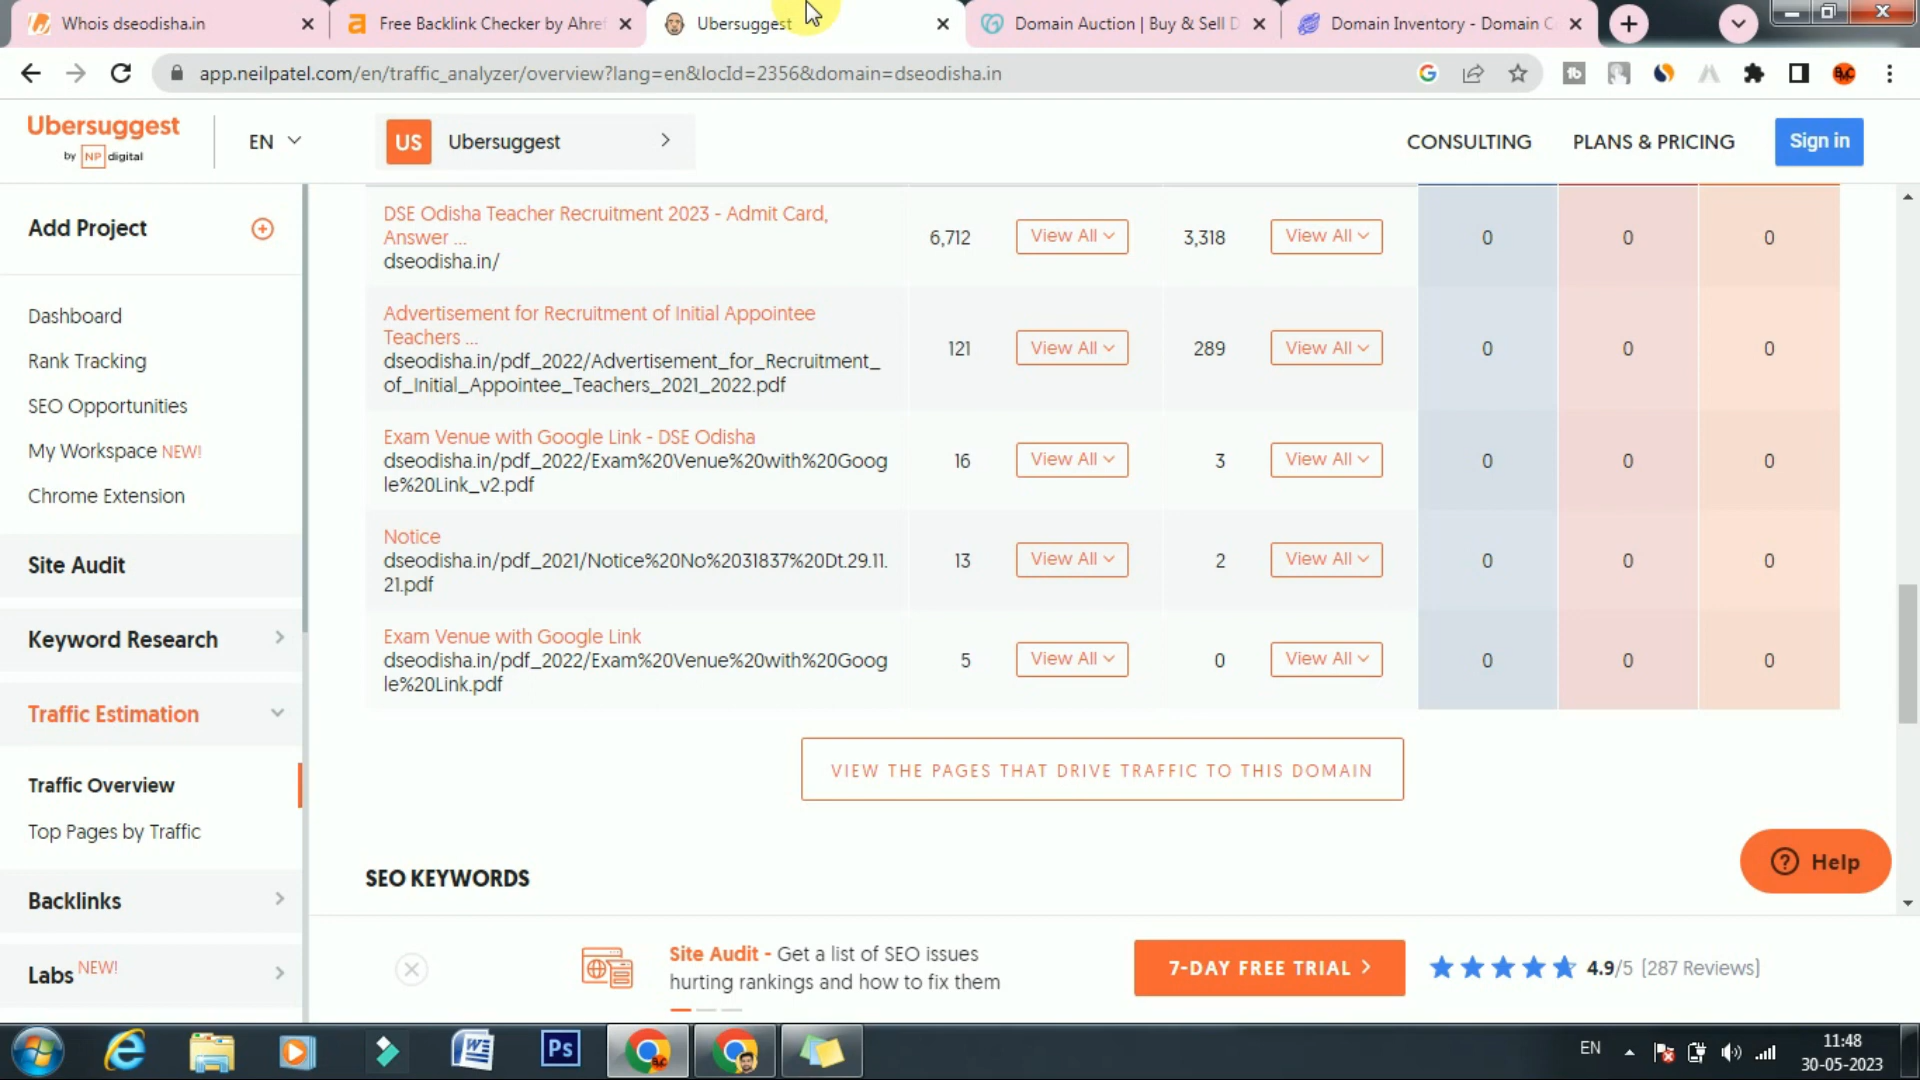 Whois dseodisha.in
Free Backlink Checker by Ahref
Ubersuggest
Domain Auction | Buy & Sell D
Domain Inventory - Domain C
app.neilpatel.com/en/traffic_analyzer/overview?lang=en&locId=2356&domain=dseodisha.in
Ubersuggest
by NP digital
EN
US Ubersuggest
CONSULTING
PLANS & PRICING
Sign in
Add Project
Dashboard
Rank Tracking
SEO Opportunities
My Workspace NEW!
Chrome Extension
Site Audit
Keyword Research
Traffic Estimation
Traffic Overview
Top Pages by Traffic
Backlinks
Labs NEW!
DSE Odisha Teacher Recruitment 2023 - Admit Card,
Answer ...
dseodisha.in/
6,712 View All 3,318 View All 0 0 0
Advertisement for Recruitment of Initial Appointee
Teachers ...
dseodisha.in/pdf_2022/Advertisement_for_Recruitment_
of_Initial_Appointee_Teachers_2021_2022.pdf
121 View All 289 View All 0 0 0
Exam Venue with Google Link - DSE Odisha
dseodisha.in/pdf_2022/Exam%20Venue%20with%20Goog
le%20Link_v2.pdf
16 View All 3 View All 0 0 0
Notice
dseodisha.in/pdf_2021/Notice%20No%2031837%20Dt.29.11.
21.pdf
13 View All 2 View All 0 0 0
Exam Venue with Google Link
dseodisha.in/pdf_2022/Exam%20Venue%20with%20Goog
le%20Link.pdf
5 View All 0 View All 0 0 0
VIEW THE PAGES THAT DRIVE TRAFFIC TO THIS DOMAIN
SEO KEYWORDS
Help
Site Audit - Get a list of SEO issues
hurting rankings and how to fix them
7-DAY FREE TRIAL
4.9/5 (287 Reviews)
Ps
EN
11:48
30-05-2023